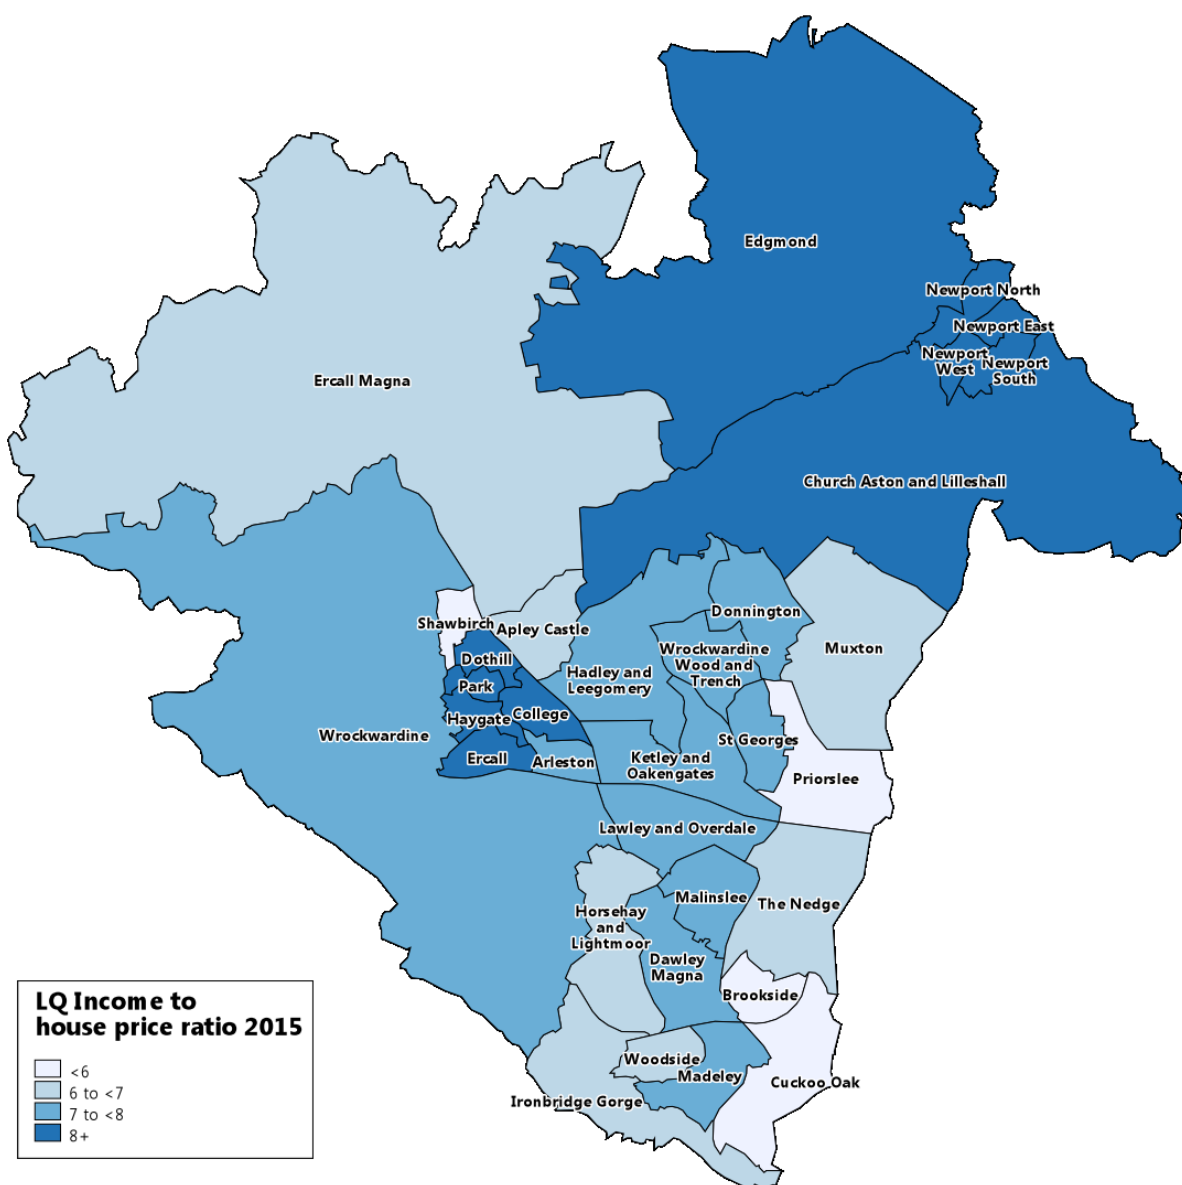 Edgmond
Newport North
Newport East
Newport
West
Newport
South
Ercall Magna
Church Aston and Lilleshall
Donnington
Shawbirch
Apley Castle
Muxton
Wrockwardine
Wood and
Trench
Dothill
Hadley and
Leegomery
Park
College
Haygate
Wrockwardine
St Georges
Ercall
Arleston
Ketley and
Oakengates
Priorslee
Lawley and Overdale
Malinslee
The Nedge
Horsehay
and
Lightmoor
Dawley
Magna
Brookside
Woodside
Madeley
Cuckoo Oak
Ironbridge Gorge
LQ Income to
house price ratio 2015
<6
6 to <7
7 to <8
8+